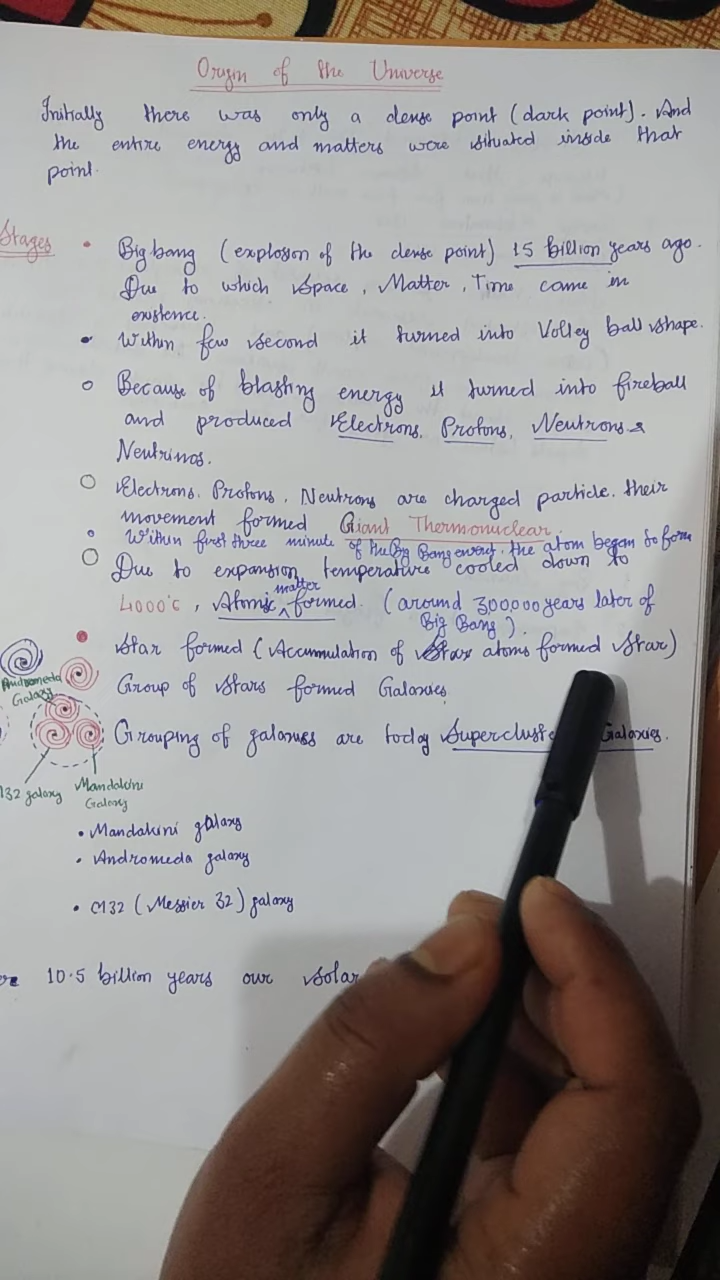 Origin of the Universe
Initially there was only a dense point (dark point). And
the entire energy and matters were situated inside that
point.
Stages
• Big bang (explosion of the dense point) 15 billion years ago.
Due to which Space, Matter, Time came in
existence.
• Within few second it turned into Volley ball shape.
Because of blasting energy it turned into fireball
and produced Electrons, Protons, Neutrons &
Neutrinos.
Electrons, Protons, Neutrons are charged particle. their
movement formed Giant Thermonuclear.
Within first three minute of the Big Bang event. the atom began to form
Due to expansion temperature cooled down to
4000°c, Atomic matter formed. (around 300000 years later of
Big Bang).
• Star formed (Accumulation of atoms formed Star)
Group of Stars formed Galaxies.
Grouping of galaxies are today Superclust Galaxies.
Andromeda
Galaxy
M32 galaxy
Mandakini
Galaxy
• Mandakini galaxy
• Andromeda galaxy
• M32 (Messier 32) galaxy
10.5 billion years our Solar